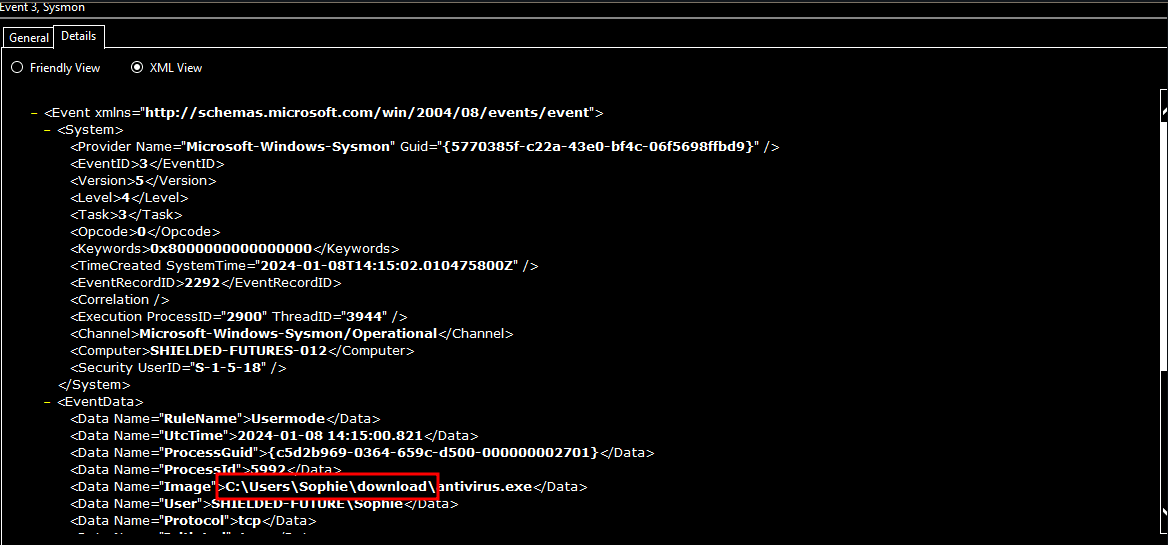 Event 3, Sysmon
General Details
Friendly View XML View
– <Event xmlns="http://schemas.microsoft.com/win/2004/08/events/event">
– <System>
<Provider Name="Microsoft-Windows-Sysmon" Guid="{5770385f-c22a-43e0-bf4c-06f5698ffbd9}" />
<EventID>3</EventID>
<Version>5</Version>
<Level>4</Level>
<Task>3</Task>
<Opcode>0</Opcode>
<Keywords>0x8000000000000000</Keywords>
<TimeCreated SystemTime="2024-01-08T14:15:02.010475800Z" />
<EventRecordID>2292</EventRecordID>
<Correlation />
<Execution ProcessID="2900" ThreadID="3944" />
<Channel>Microsoft-Windows-Sysmon/Operational</Channel>
<Computer>SHIELDED-FUTURES-012</Computer>
<Security UserID="S-1-5-18" />
</System>
– <EventData>
<Data Name="RuleName">Usermode</Data>
<Data Name="UtcTime">2024-01-08 14:15:00.821</Data>
<Data Name="ProcessGuid">{c5d2b969-0364-659c-d500-000000002701}</Data>
<Data Name="ProcessId">5992</Data>
<Data Name="Image">C:\Users\Sophie\download\antivirus.exe</Data>
<Data Name="User">SHIELDED-FUTURE\Sophie</Data>
<Data Name="Protocol">tcp</Data>